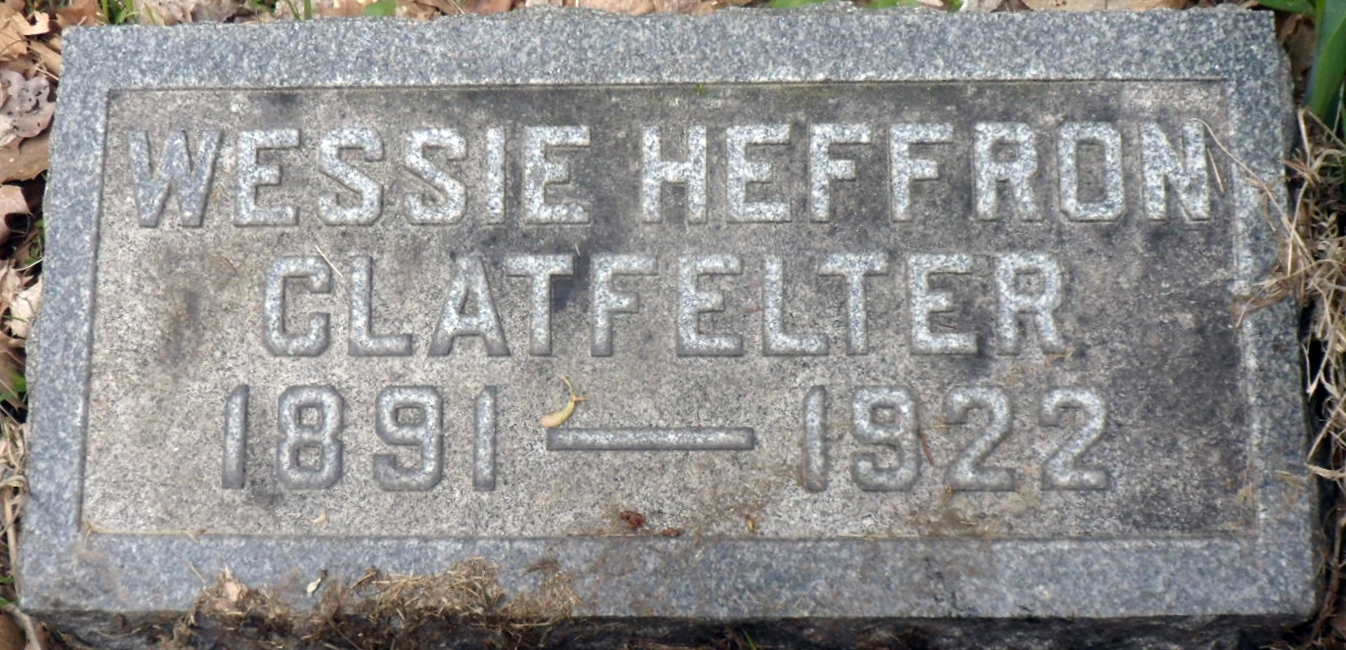 WESSIE HEFFRON
CLATFELTER
1891 — 1922